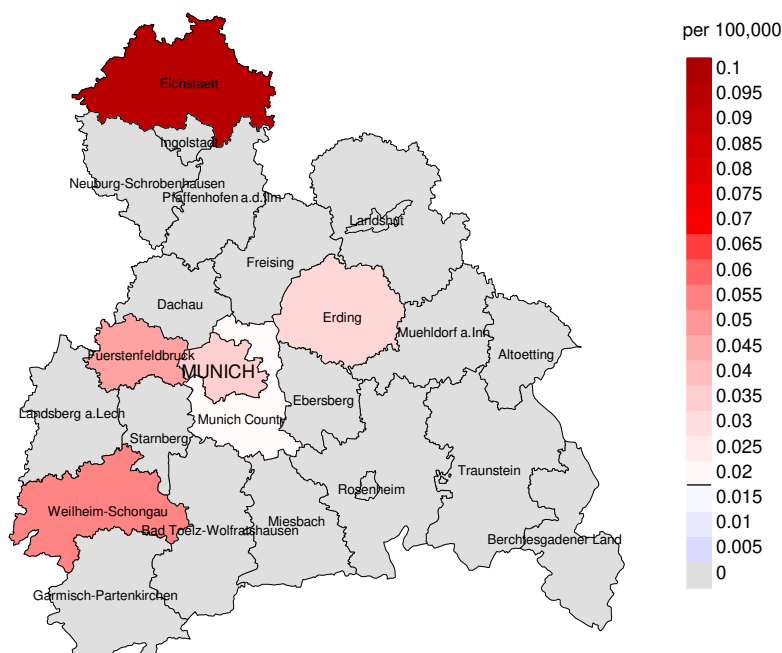 per 100,000
0.1
0.095
0.09
0.085
0.08
0.075
0.07
0.065
0.06
0.055
0.05
0.045
0.04
0.035
0.03
0.025
0.02
0.015
0.01
0.005
0
Eichstaett
Ingolstadt
Neuburg-Schrobenhausen
Pfaffenhofen a.d.Ilm
Landshut
Freising
Dachau
Erding
Muehldorf a.Inn
Altoetting
Fuerstenfeldbruck
MUNICH
Ebersberg
Landsberg a.Lech
Munich County
Starnberg
Traunstein
Rosenheim
Weilheim-Schongau
Miesbach
Bad Toelz-Wolfratshausen
Berchtesgadener Land
Garmisch-Partenkirchen